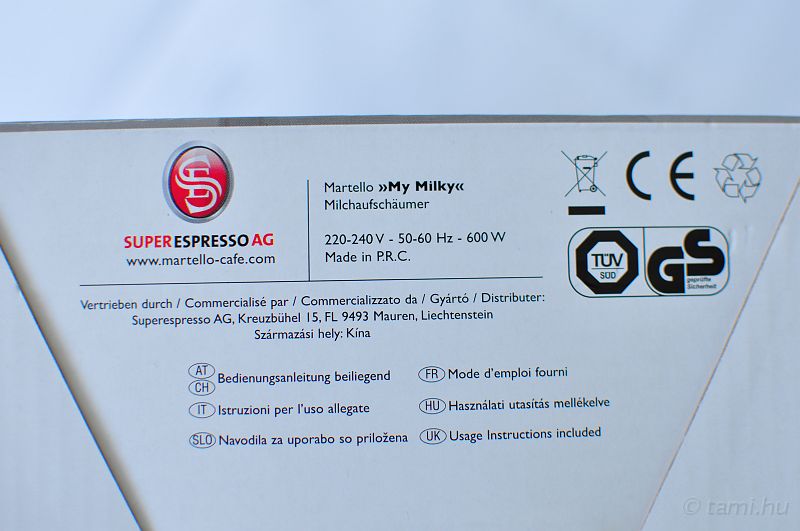 SUPERESPRESSO AG
www.martello-cafe.com
Martello »My Milky«
Milchaufschäumer
220-240 V - 50-60 Hz - 600 W
Made in P.R.C.
CE
TÜV
SÜD
GS
geprüfte
Sicherheit
Vertrieben durch / Commercialisé par / Commercializzato da / Gyártó / Distributer:
Superespresso AG, Kreuzbühel 15, FL 9493 Mauren, Liechtenstein
Származási hely: Kína
AT
CH Bedienungsanleitung beiliegend
IT Istruzioni per l'uso allegate
SLO Navodila za uporabo so priložena
FR Mode d'emploi fourni
HU Használati utasítás mellékelve
UK Usage Instructions included
© tami.hu